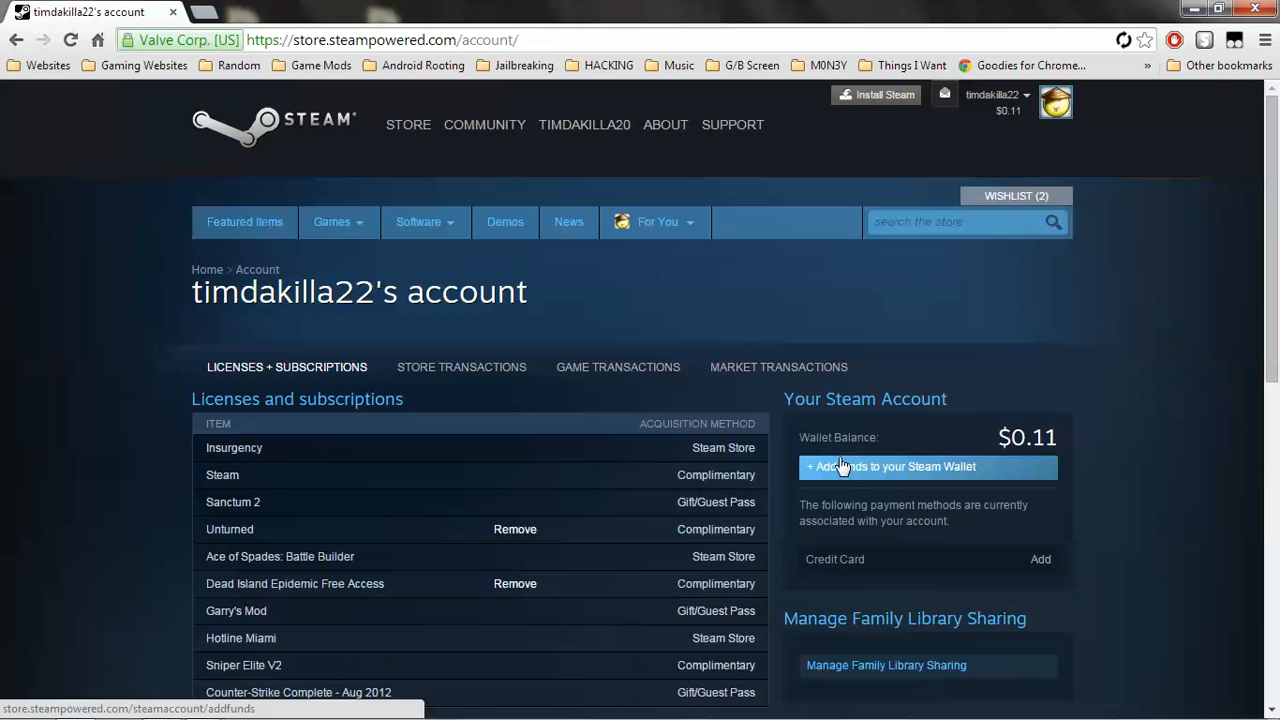 timdakilla22's account
Valve Corp. [US] https://store.steampowered.com/account/
Websites Gaming Websites Random Game Mods Android Rooting Jailbreaking HACKING Music G/B Screen M0N3Y Things I Want Goodies for Chrome... » Other bookmarks
Install Steam timdakilla22
$0.11
STEAM STORE COMMUNITY TIMDAKILLA20 ABOUT SUPPORT
WISHLIST (2)
Featured Items Games Software Demos News For You search the store
Home > Account
timdakilla22's account
LICENSES + SUBSCRIPTIONS STORE TRANSACTIONS GAME TRANSACTIONS MARKET TRANSACTIONS
Licenses and subscriptions
ITEM ACQUISITION METHOD
Insurgency Steam Store
Steam Complimentary
Sanctum 2 Gift/Guest Pass
Unturned Remove Complimentary
Ace of Spades: Battle Builder Steam Store
Dead Island Epidemic Free Access Remove Complimentary
Garry's Mod Gift/Guest Pass
Hotline Miami Steam Store
Sniper Elite V2 Complimentary
Counter-Strike Complete - Aug 2012 Gift/Guest Pass
Your Steam Account
Wallet Balance: $0.11
+ to your Steam Wallet
The following payment methods are currently
associated with your account.
Credit Card Add
Manage Family Library Sharing
Manage Family Library Sharing
store.steampowered.com/steamaccount/addfunds